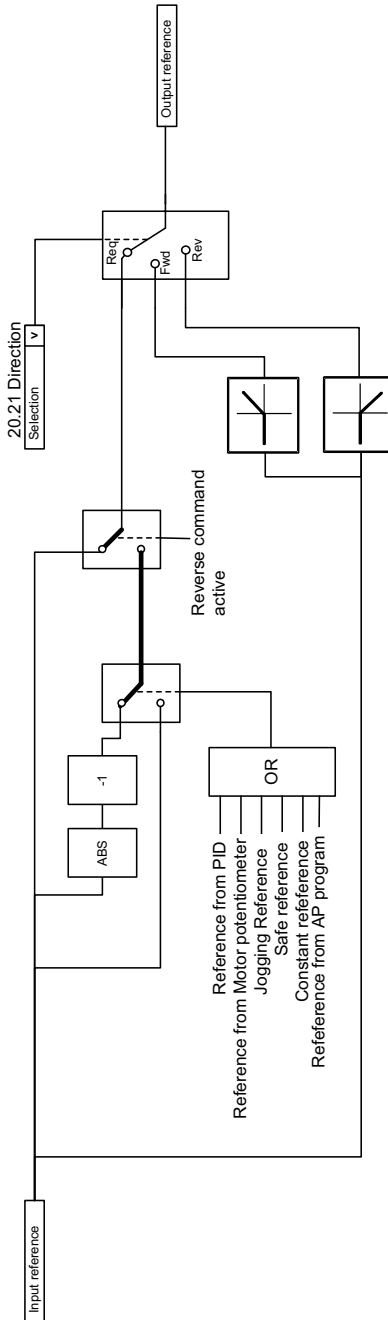 Input reference
Reference from PID
Reference from Motor potentiometer
Jogging Reference
Safe reference
Constant refeference
Refeference from AP program
OR
ABS
-1
Reverse command
active
20.21 Direction
Selection
v
Req
Fwd
Rev
Output reference